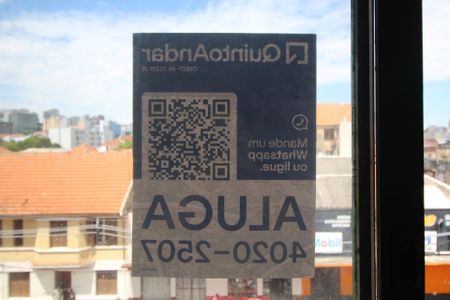 QuintoAndar
Mande um
Whatsapp
ou ligue.
ALUGA
4020-2507